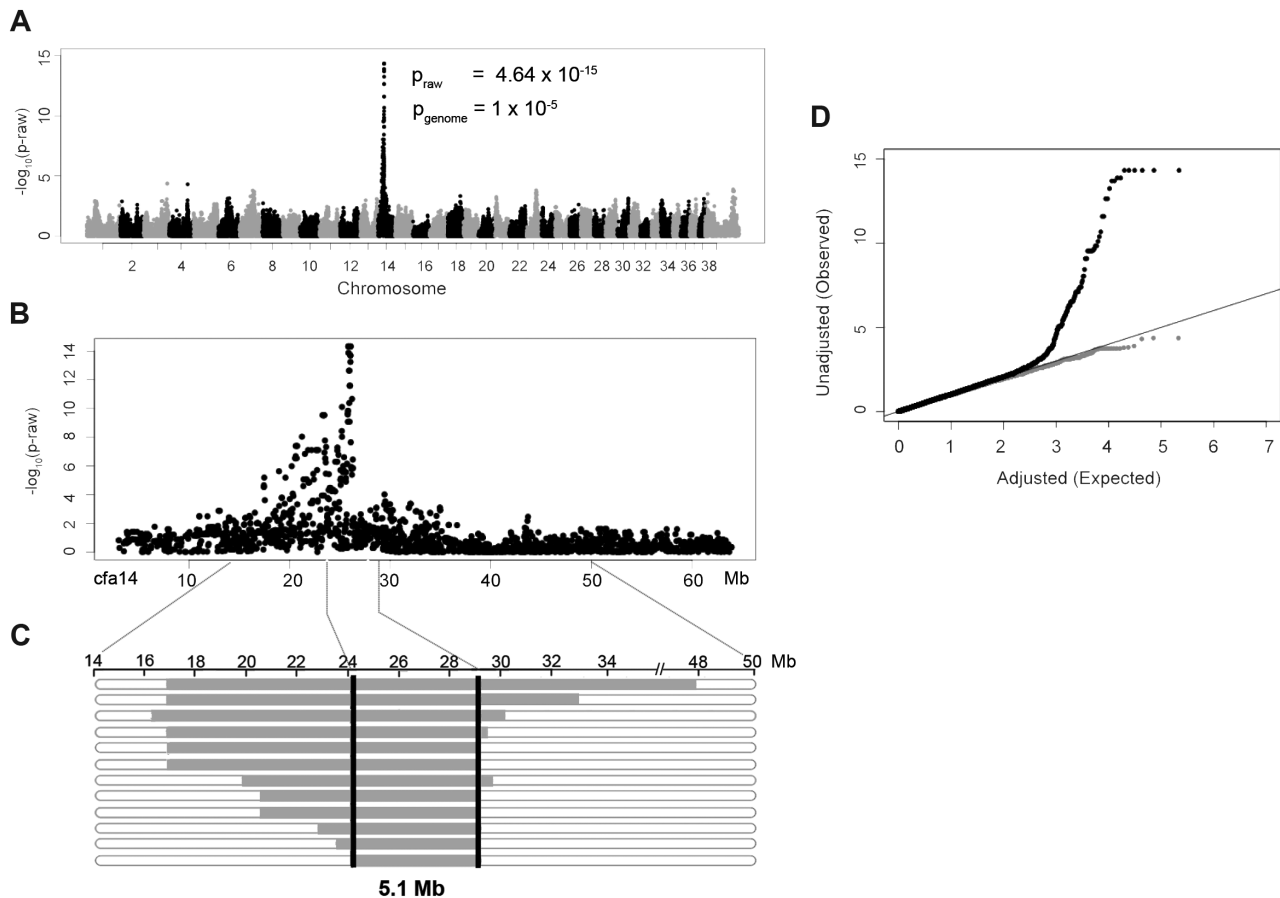 A
-log10(p-raw)
15
10
5
0
p_raw = 4.64 x 10^-15
p_genome = 1 x 10^-5
2 4 6 8 10 12 14 16 18 20 22 24 26 28 30 32 34 36 38
Chromosome
B
-log10(p-raw)
14
12
10
8
6
4
2
0
cfa14 10 20 30 40 50 60 Mb
C
14 16 18 20 22 24 26 28 30 32 34 // 48 50 Mb
5.1 Mb
D
Unadjusted (Observed)
15
10
5
0
0 1 2 3 4 5 6 7
Adjusted (Expected)